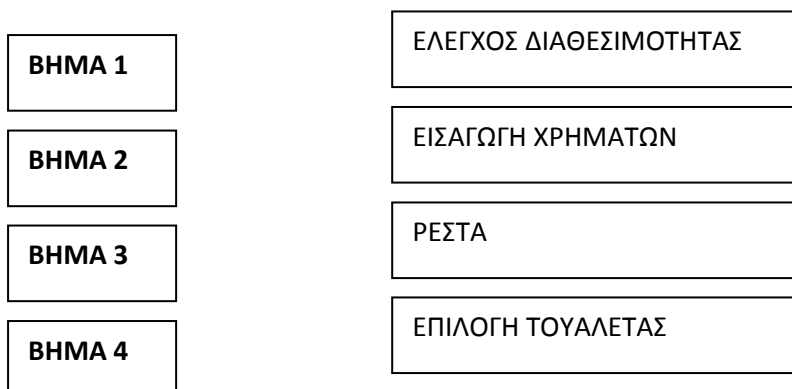 ΒΗΜΑ 1
ΕΛΕΓΧΟΣ ΔΙΑΘΕΣΙΜΟΤΗΤΑΣ
ΒΗΜΑ 2
ΕΙΣΑΓΩΓΗ ΧΡΗΜΑΤΩΝ
ΒΗΜΑ 3
ΡΕΣΤΑ
ΒΗΜΑ 4
ΕΠΙΛΟΓΗ ΤΟΥΑΛΕΤΑΣ